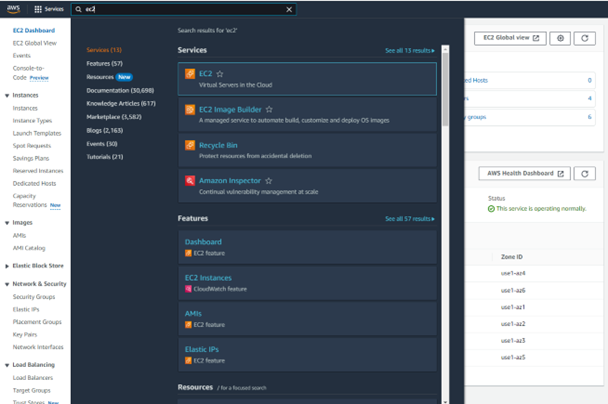 aws
Services
ec2
EC2 Dashboard
EC2 Global View
Events
Console-to-
Code Preview
Instances
Instances
Instance Types
Launch Templates
Spot Requests
Savings Plans
Reserved Instances
Dedicated Hosts
Capacity
Reservations New
Images
AMIs
AMI Catalog
Elastic Block Store
Network & Security
Security Groups
Elastic IPs
Placement Groups
Key Pairs
Network Interfaces
Load Balancing
Load Balancers
Target Groups
Trust Stores New
Services (13)
Features (57)
Resources New
Documentation (30,698)
Knowledge Articles (617)
Marketplace (3,582)
Blogs (2,163)
Events (30)
Tutorials (21)
Search results for 'ec2'
Services
See all 13 results
EC2
Virtual Servers in the Cloud
EC2 Image Builder
A managed service to automate build, customize and deploy OS images
Recycle Bin
Protect resources from accidental deletion
Amazon Inspector
Continual vulnerability management at scale
Features
See all 57 results
Dashboard
EC2 feature
EC2 Instances
CloudWatch feature
AMIs
EC2 feature
Elastic IPs
EC2 feature
Resources / for a focused search
EC2 Global view
ted Hosts 0
rs 4
y groups 6
AWS Health Dashboard
Status
This service is operating normally.
Zone ID
use1-az4
use1-az6
use1-az1
use1-az2
use1-az3
use1-az5